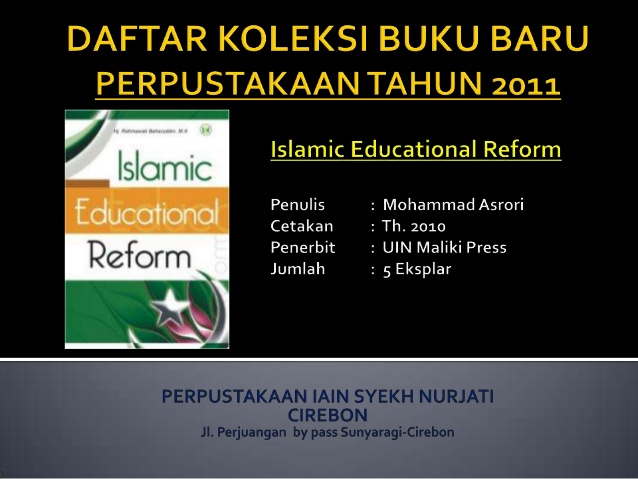 DAFTAR KOLEKSI BUKU BARU
PERPUSTAKAAN TAHUN 2011
Islamic
Educational
Reform
Islamic Educational Reform
Penulis : Mohammad Asrori
Cetakan : Th. 2010
Penerbit : UIN Maliki Press
Jumlah : 5 Eksplar
PERPUSTAKAAN IAIN SYEKH NURJATI
CIREBON
Jl. Perjuangan by pass Sunyaragi-Cirebon